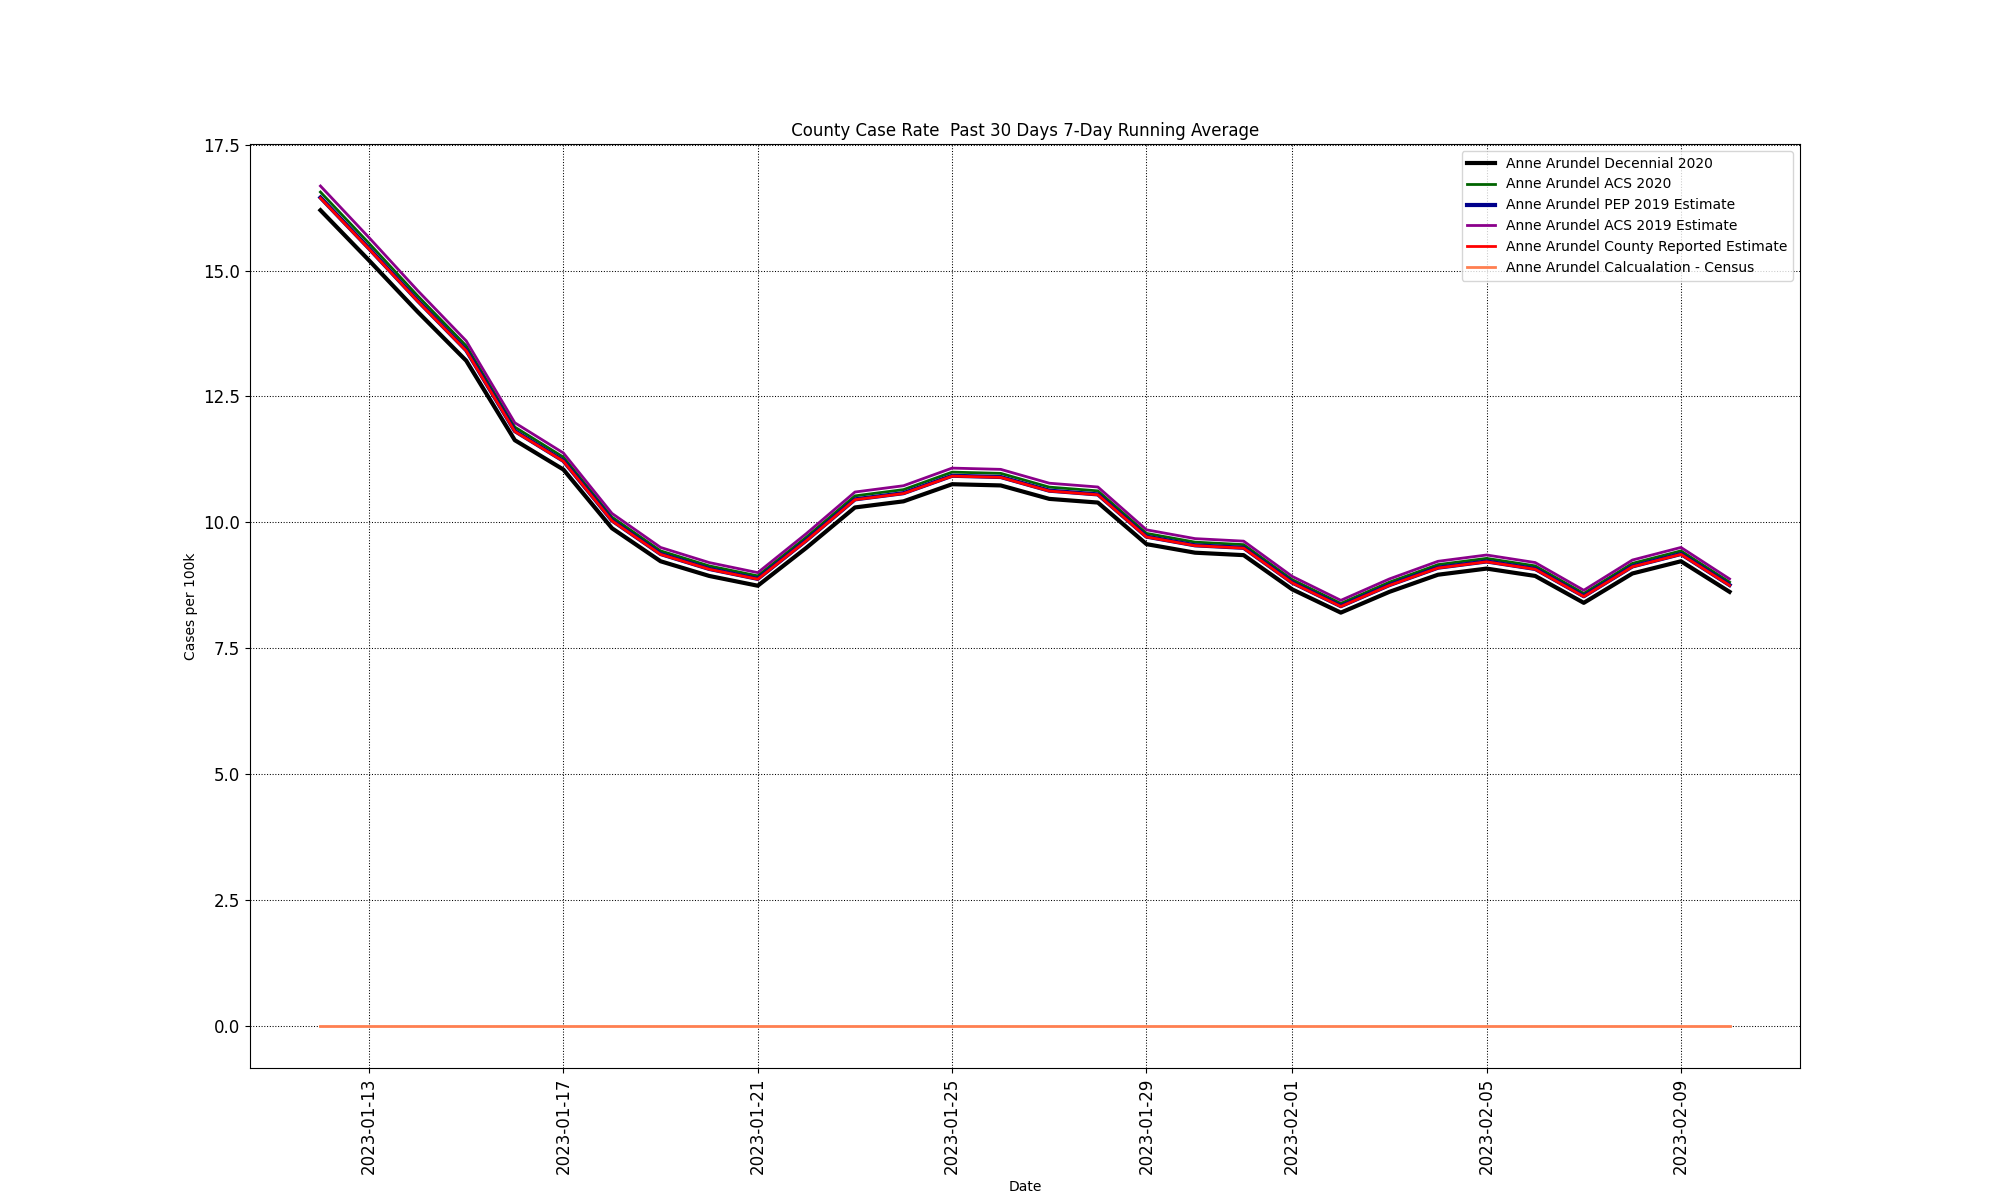 County Case Rate  Past 30 Days 7-Day Running Average
17.5
15.0
12.5
10.0
7.5
5.0
2.5
0.0
Cases per 100k
Anne Arundel Decennial 2020
Anne Arundel ACS 2020
Anne Arundel PEP 2019 Estimate
Anne Arundel ACS 2019 Estimate
Anne Arundel County Reported Estimate
Anne Arundel Calcualation - Census
2023-01-13
2023-01-17
2023-01-21
2023-01-25
2023-01-29
2023-02-01
2023-02-05
2023-02-09
Date